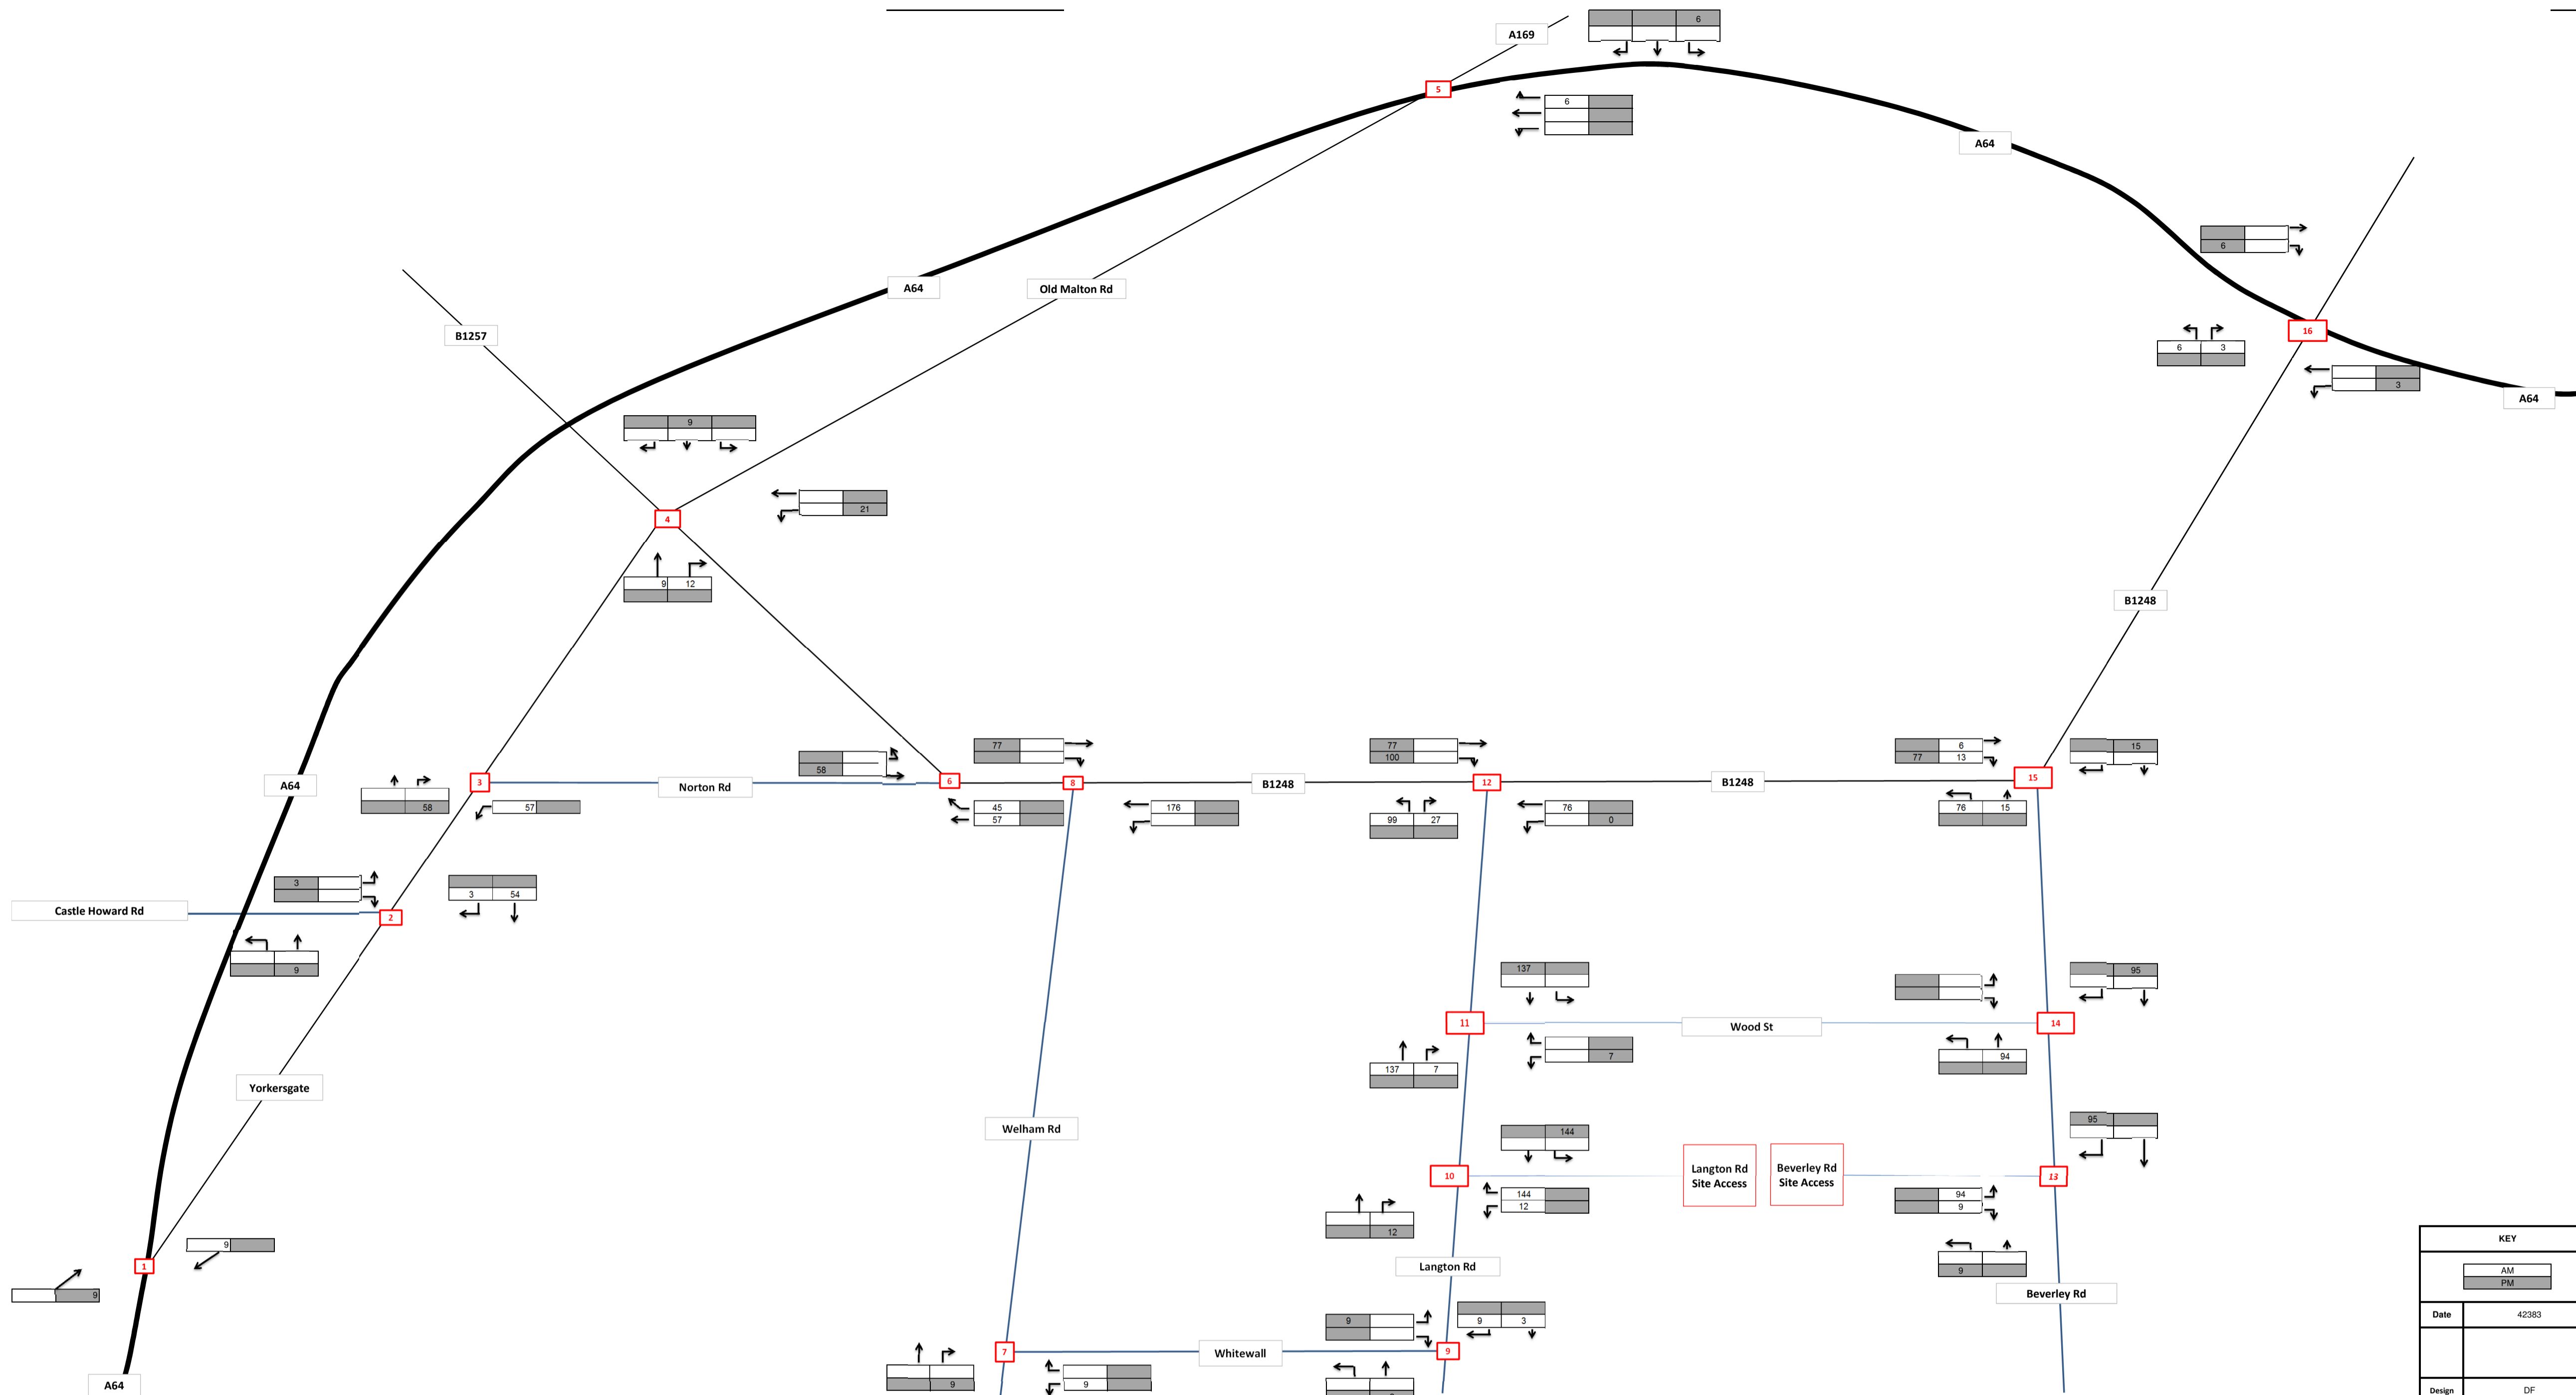 6
A169
5
6
A64
A64
Old Malton Rd
B1257
6
16
6 3
3
A64
9
4
21
9 12
B1248
58
77
77
100
6
77 13
15
3
Norton Rd
6
8
B1248
12
B1248
15
A64
58
57
45
57
176
99 27
76
0
76 15
3
3 54
Castle Howard Rd
2
9
137
95
11
Wood St
14
137 7
7
94
Yorkersgate
Welham Rd
144
95
10
Langton Rd
Site Access
Beverley Rd
Site Access
13
144
12
94
9
12
9
1
9
9
Langton Rd
Beverley Rd
9
9 3
7
Whitewall
9
9
9
A64
KEY
AM
PM
Date 42383
Design DF